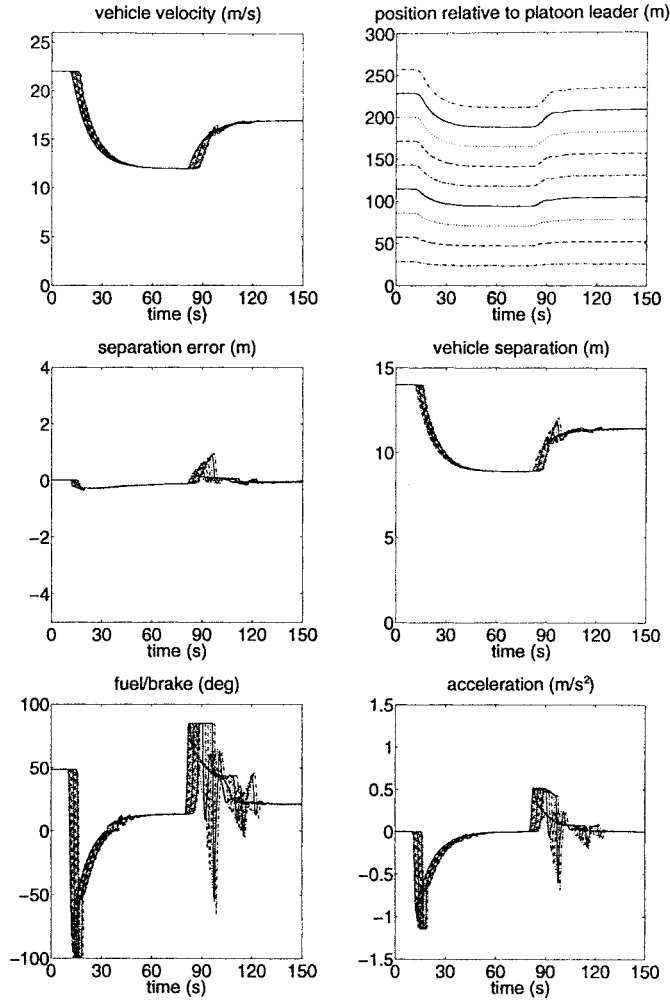 vehicle velocity (m/s)
25
20
15
10
5
0
0 30 60 90 120 150
time (s)
position relative to platoon leader (m)
300
250
200
150
100
50
0
0 30 60 90 120 150
time (s)
separation error (m)
4
2
0
−2
−4
0 30 60 90 120 150
time (s)
vehicle separation (m)
15
10
5
0
0 30 60 90 120 150
time (s)
fuel/brake (deg)
100
50
0
−50
−100
0 30 60 90 120 150
time (s)
acceleration (m/s²)
1.5
1
0.5
0
−0.5
−1
−1.5
0 30 60 90 120 150
time (s)